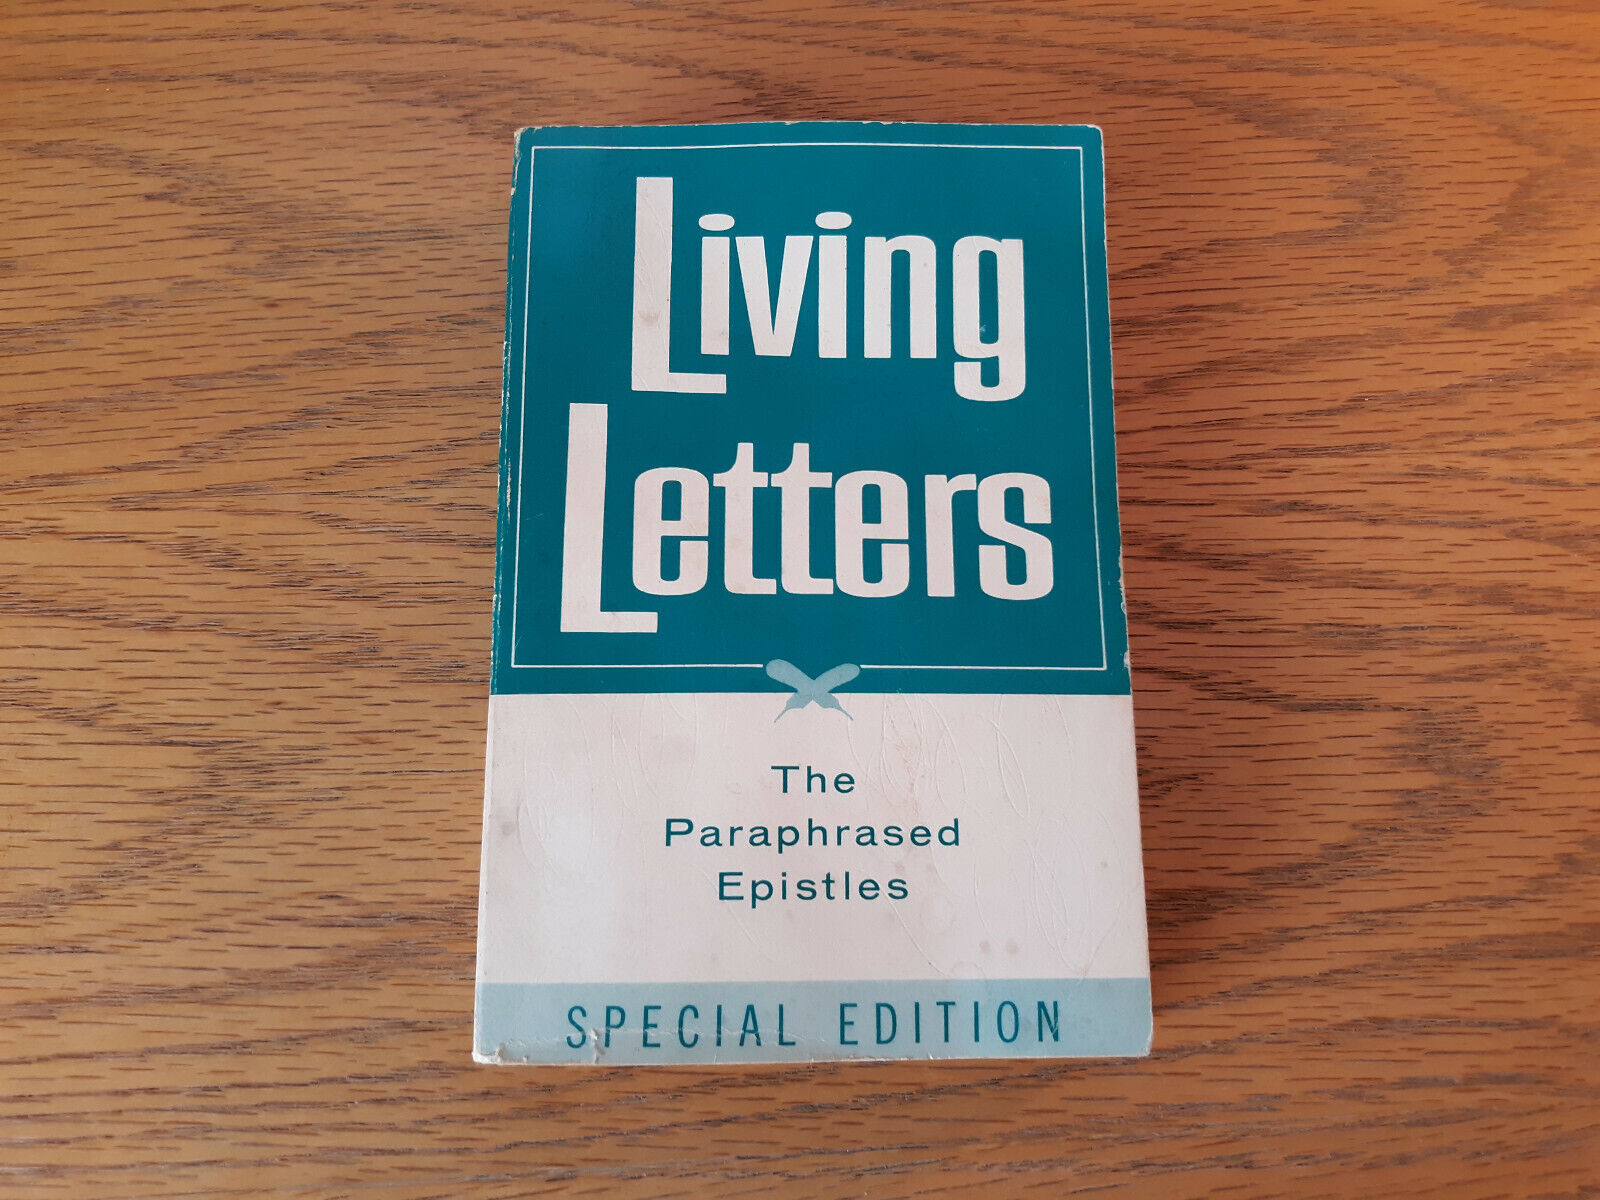 Living
Letters
The
Paraphrased
Epistles
SPECIAL EDITION